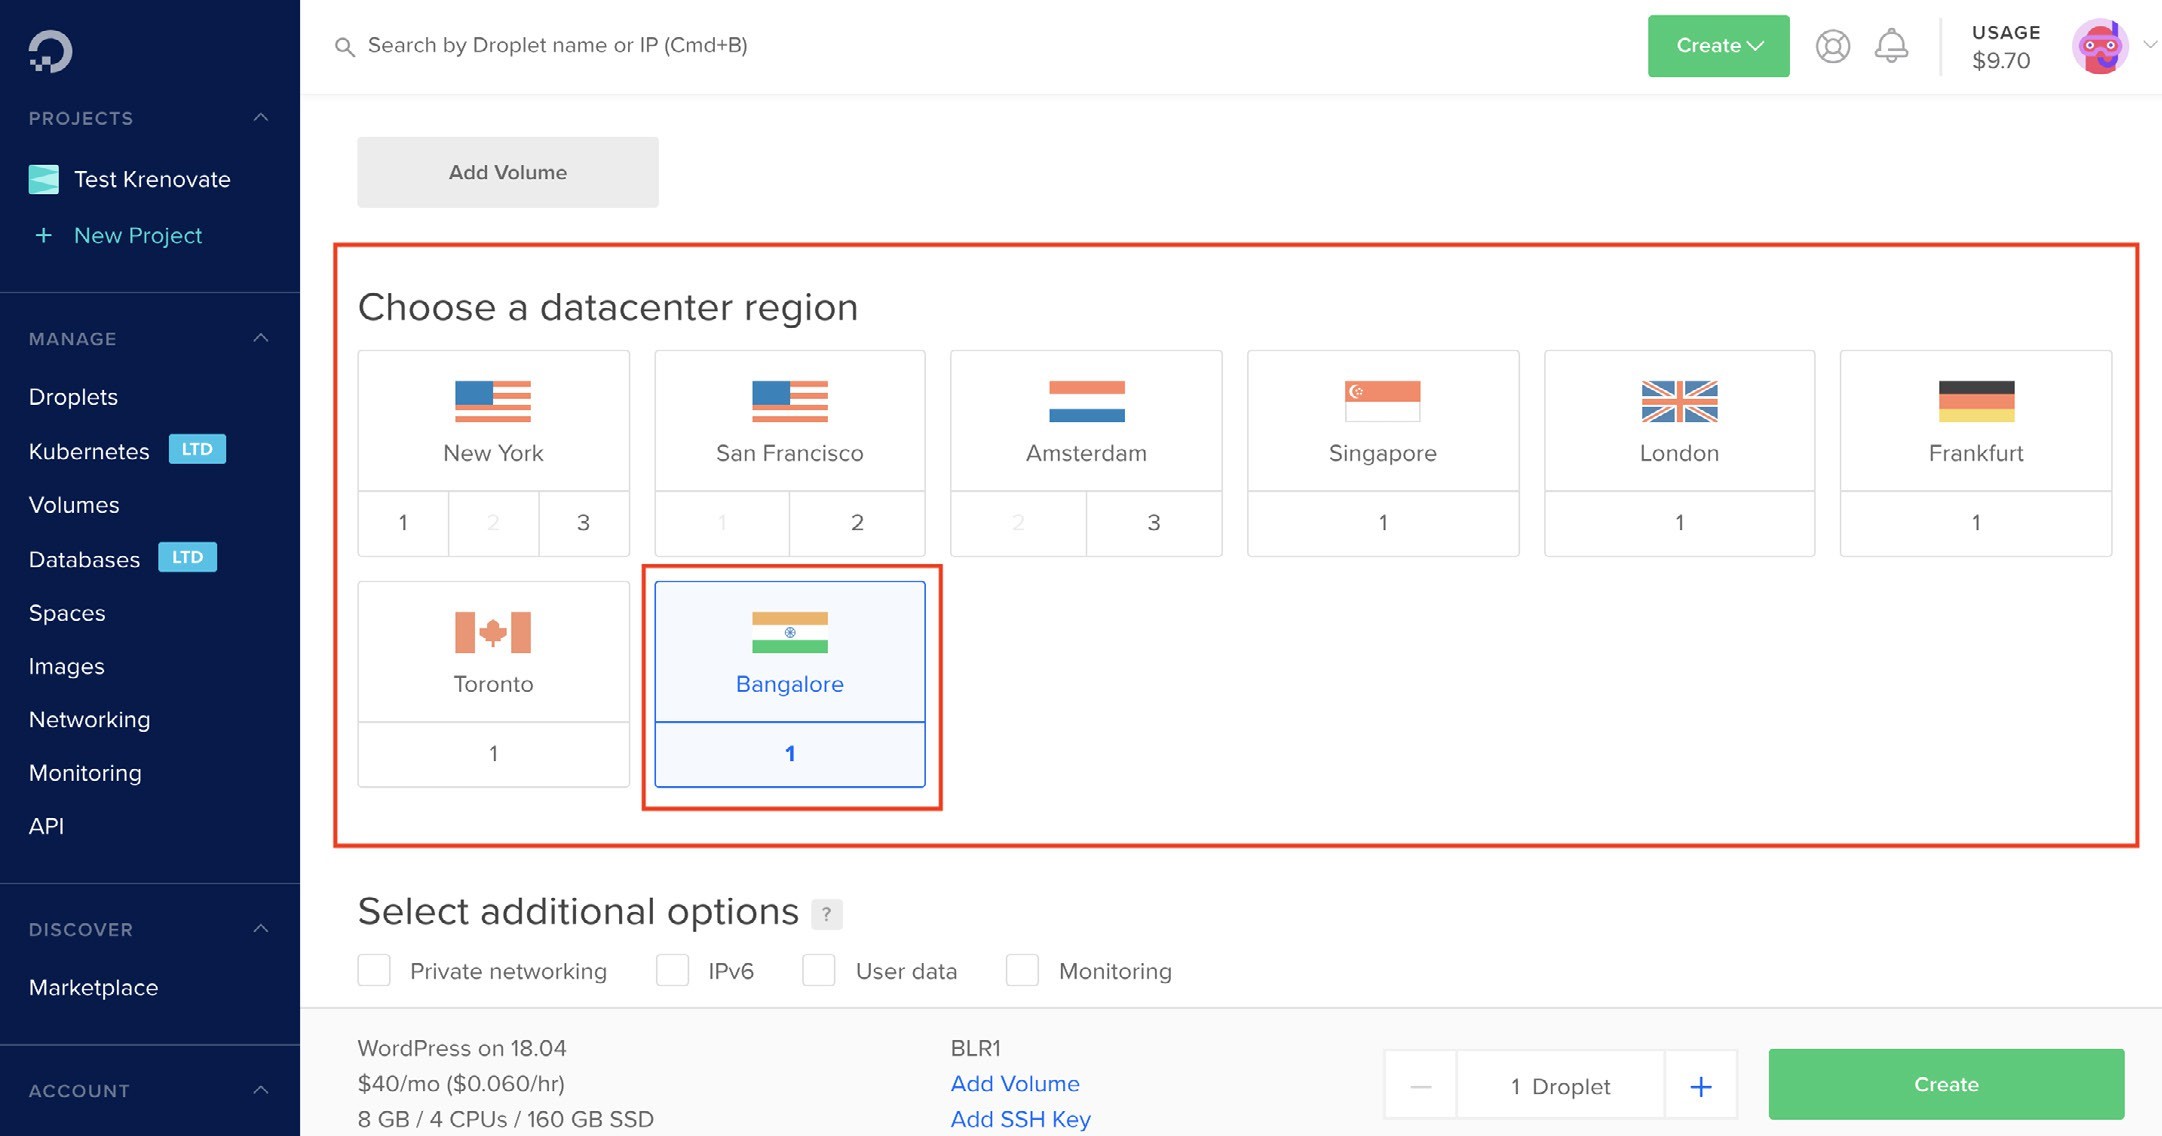 Search by Droplet name or IP (Cmd+B)
Create
USAGE
$9.70
PROJECTS
Test Krenovate
+ New Project
MANAGE
Droplets
Kubernetes LTD
Volumes
Databases LTD
Spaces
Images
Networking
Monitoring
API
DISCOVER
Marketplace
ACCOUNT
Add Volume
Choose a datacenter region
New York
1 2 3
San Francisco
1 2
Amsterdam
2 3
Singapore
1
London
1
Frankfurt
1
Toronto
1
Bangalore
1
Select additional options ?
Private networking IPv6 User data Monitoring
WordPress on 18.04
$40/mo ($0.060/hr)
8 GB / 4 CPUs / 160 GB SSD
BLR1
Add Volume
Add SSH Key
− 1 Droplet +
Create